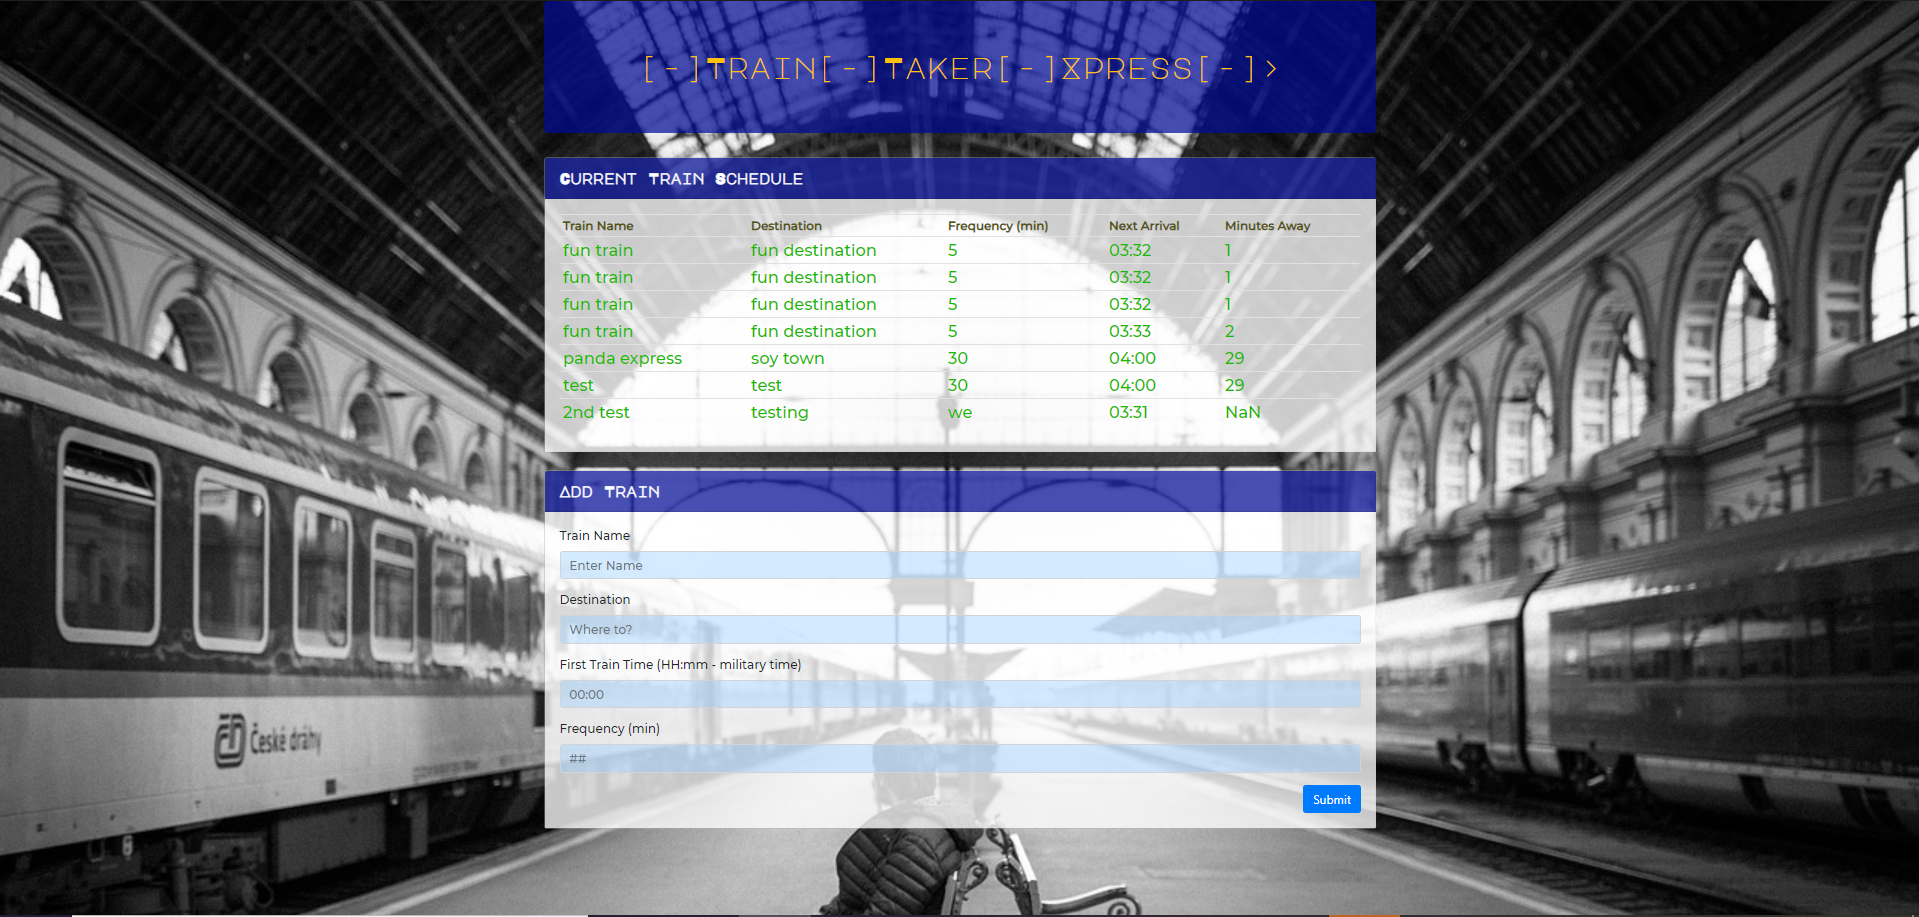 [-]Train[-]Taker[-]Xpress[-]>
Current Train Schedule
Train Name Destination Frequency (min) Next Arrival Minutes Away
fun train fun destination 5 03:32 1
fun train fun destination 5 03:32 1
fun train fun destination 5 03:32 1
fun train fun destination 5 03:33 2
panda express soy town 30 04:00 29
test test 30 04:00 29
2nd test testing we 03:31 NaN
Add Train
Train Name
Enter Name
Destination
Where to?
First Train Time (HH:mm - military time)
00:00
Frequency (min)
##
Submit
České dráhy